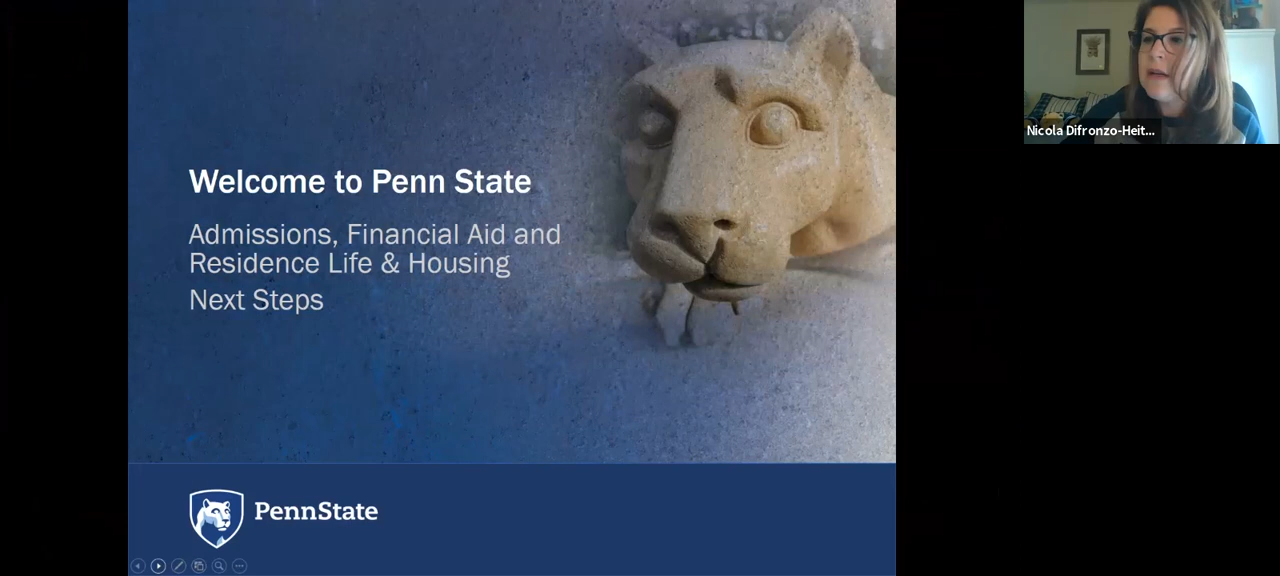 Welcome to Penn State
Admissions, Financial Aid and
Residence Life & Housing
Next Steps
PennState
Nicola Difronzo-Heit...